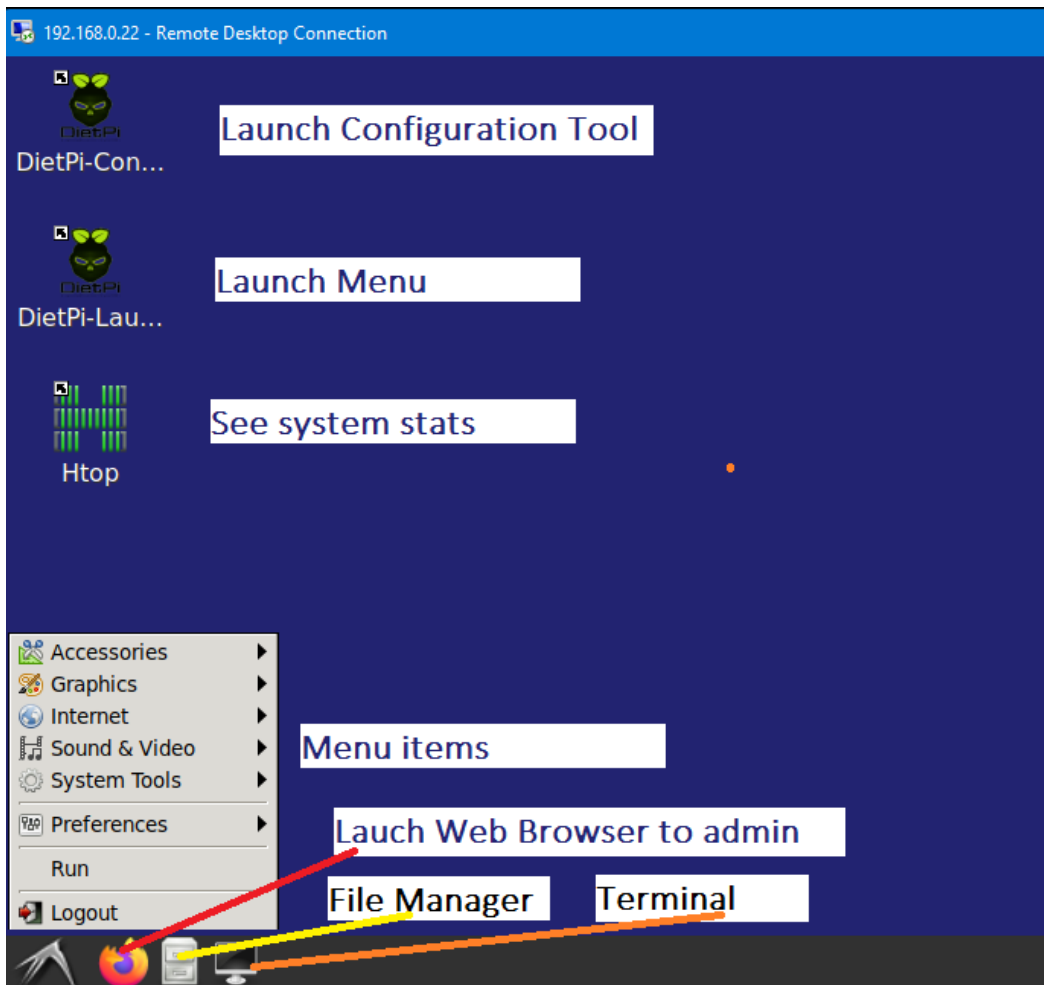 192.168.0.22 - Remote Desktop Connection
DietPi
Launch Configuration Tool
DietPi-Con...
DietPi
Launch Menu
DietPi-Lau...
See system stats
Htop
Accessories
Graphics
Internet
Sound & Video
Menu items
System Tools
Preferences
Lauch Web Browser to admin
Run
File Manager
Terminal
Logout